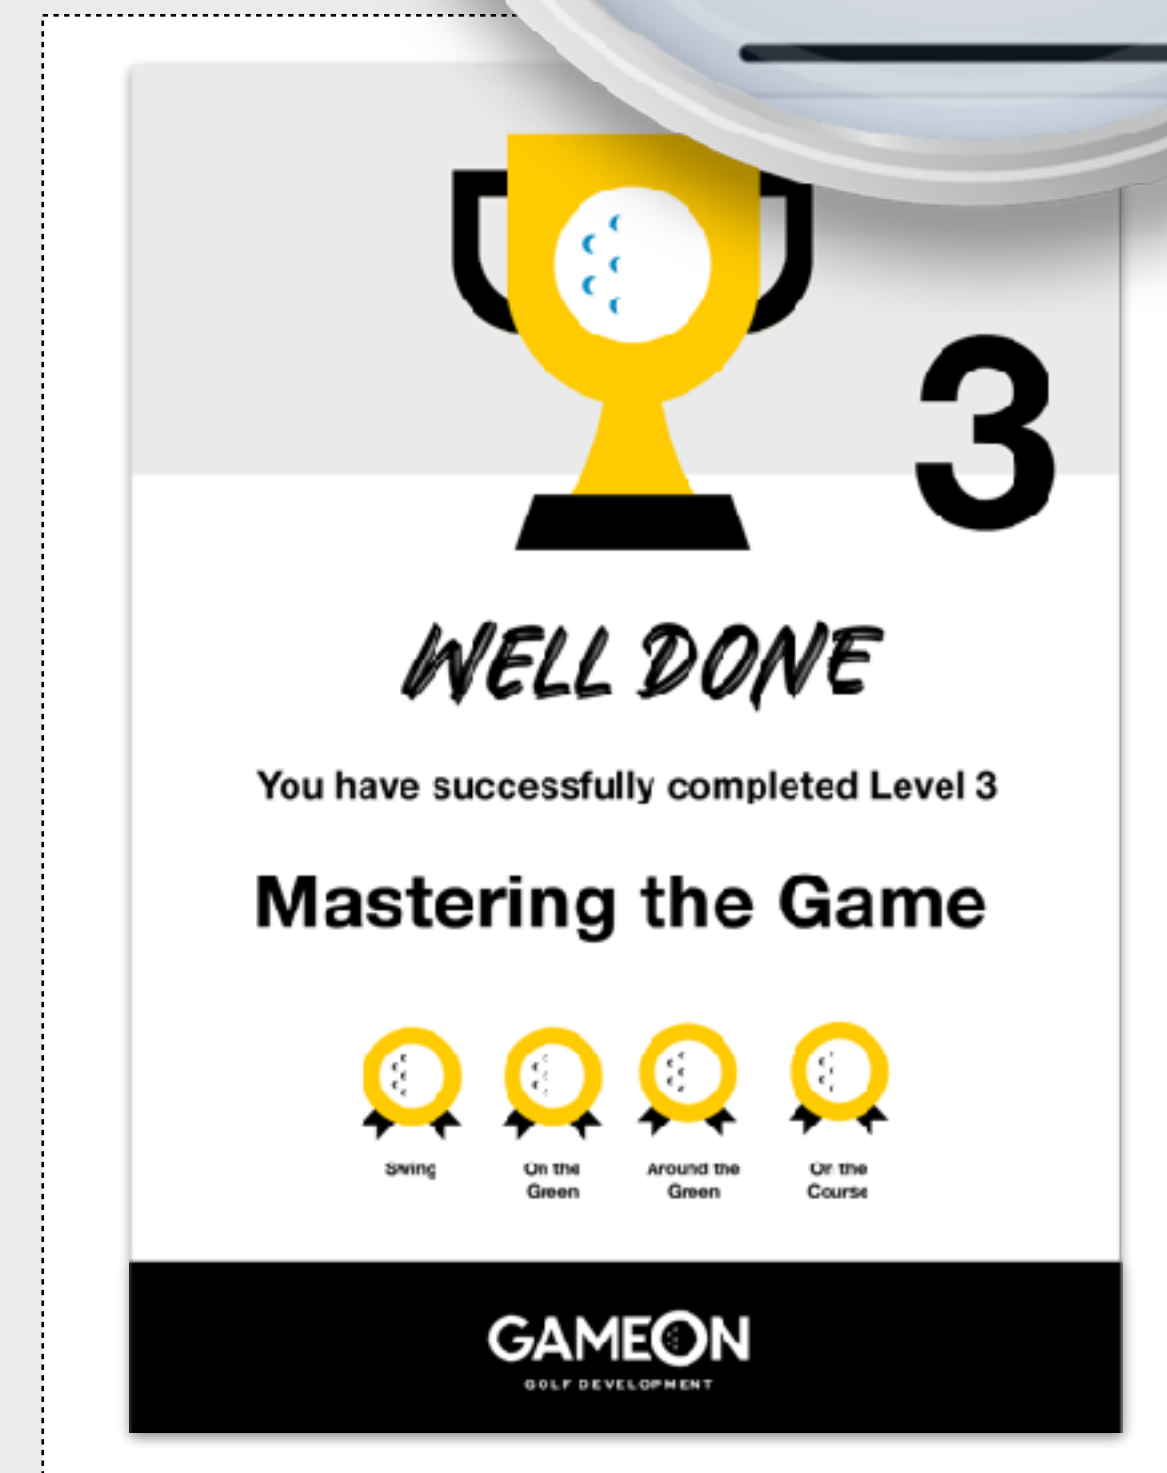 3
WELL DONE
You have successfully completed Level 3
Mastering the Game
Swing
On the
Green
Around the
Green
On the
Course
GAMEON
GOLF DEVELOPMENT